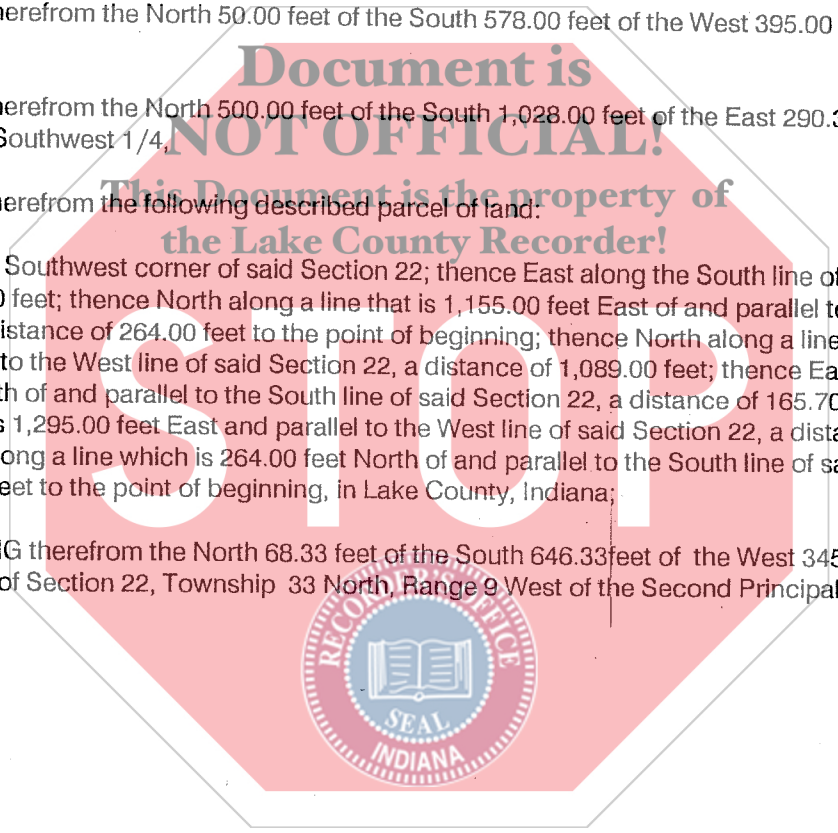 herefrom the North 50.00 feet of the South 578.00 feet of the West 395.00
Document is
herefrom the North 500.00 feet of the South 1,028.00 feet of the East 290.3
Southwest 1/4,
NOT OFFICIAL!
This Document is the property of
herefrom the following described parcel of land:
the Lake County Recorder!
Southwest corner of said Section 22; thence East along the South line of
0 feet; thence North along a line that is 1,155.00 feet East of and parallel to
istance of 264.00 feet to the point of beginning; thence North along a line
to the West line of said Section 22, a distance of 1,089.00 feet; thence Ea
th of and parallel to the South line of said Section 22, a distance of 165.70
s 1,295.00 feet East and parallel to the West line of said Section 22, a dista
ong a line which is 264.00 feet North of and parallel to the South line of sa
eet to the point of beginning, in Lake County, Indiana;
STOP
G therefrom the North 68.33 feet of the South 646.33feet of the West 345
of Section 22, Township 33 North, Range 9 West of the Second Principal
RECORDER'S OFFICE
SEAL
INDIANA